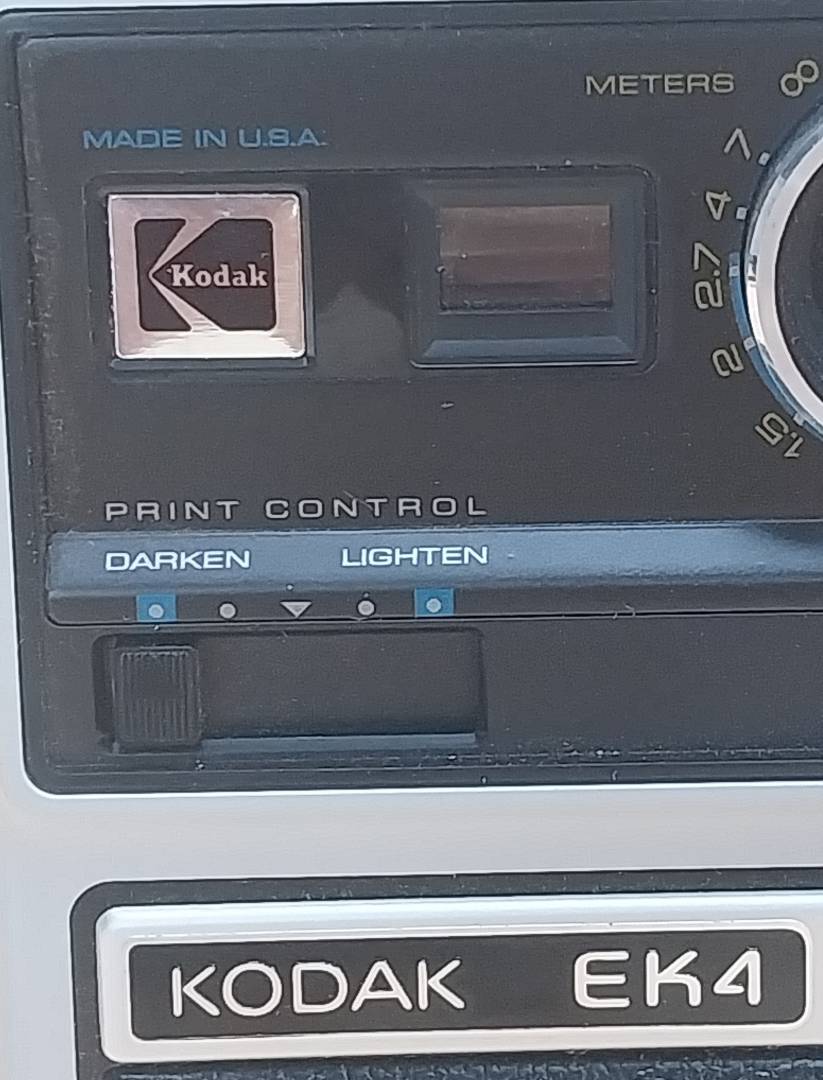 METERS ∞
MADE IN U.S.A.
7
4
Kodak
2.7
2
1.5
PRINT CONTROL
DARKEN LIGHTEN
KODAK EK4